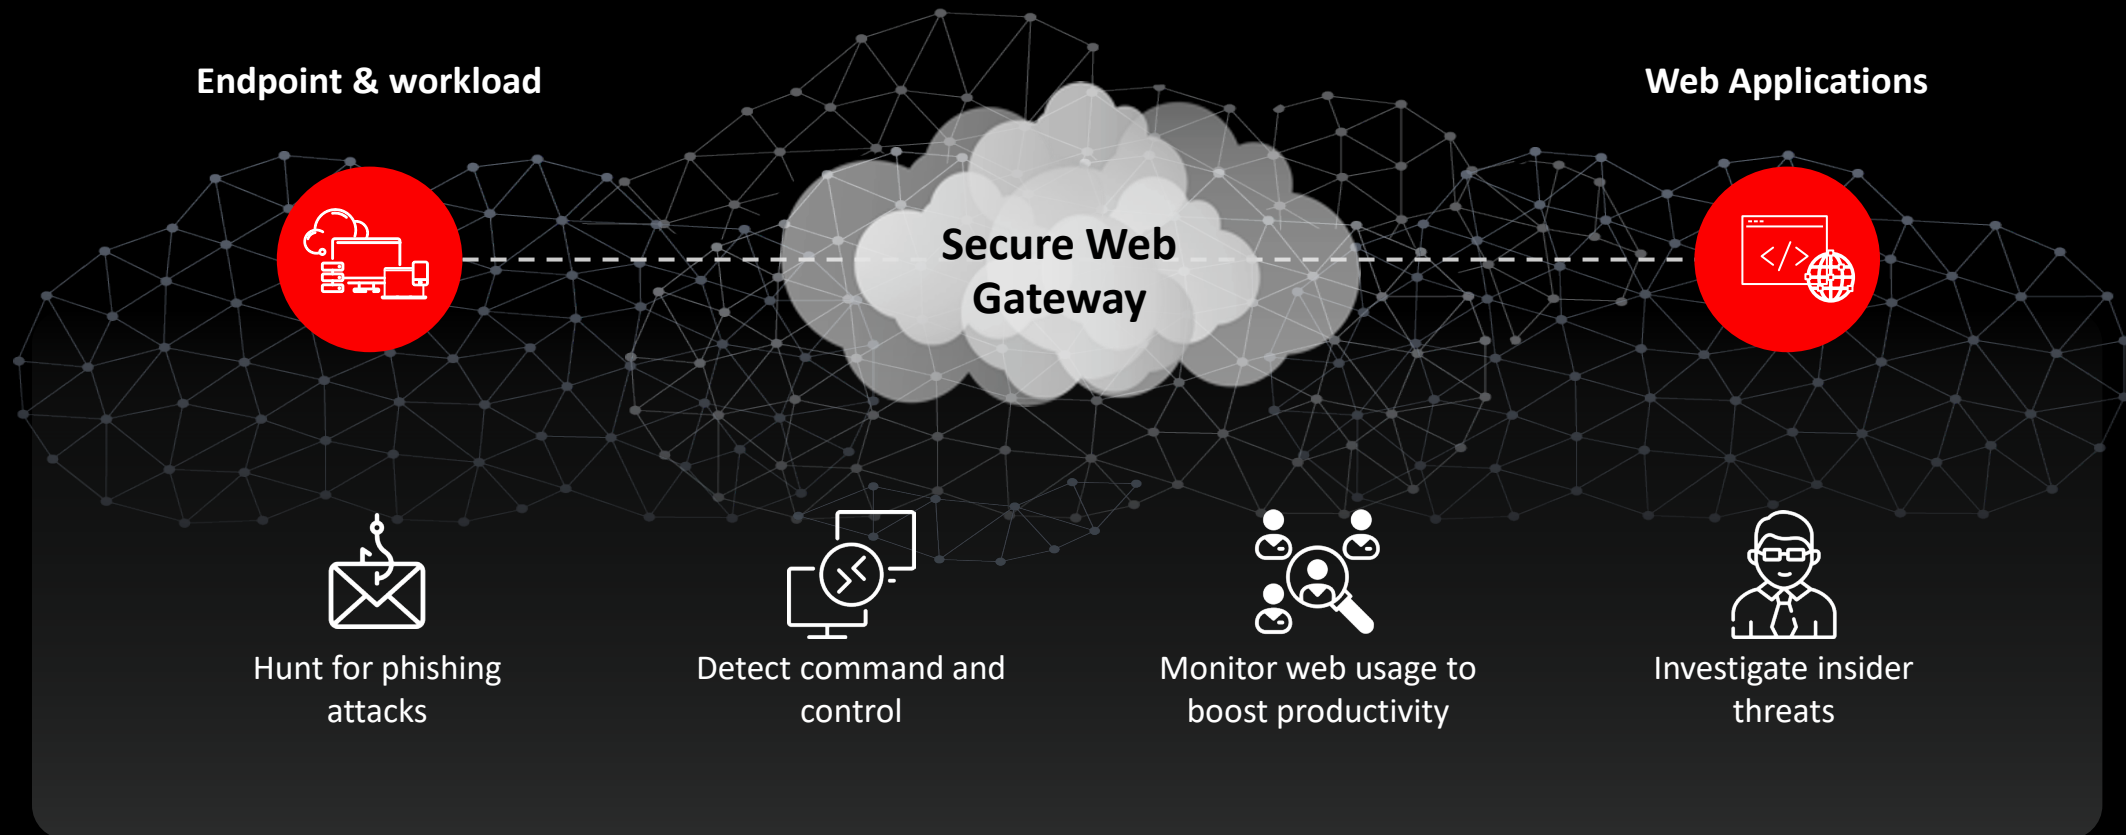 Endpoint & workload
Web Applications
Secure Web
Gateway
</>
Hunt for phishing
attacks
Detect command and
control
Monitor web usage to
boost productivity
Investigate insider
threats